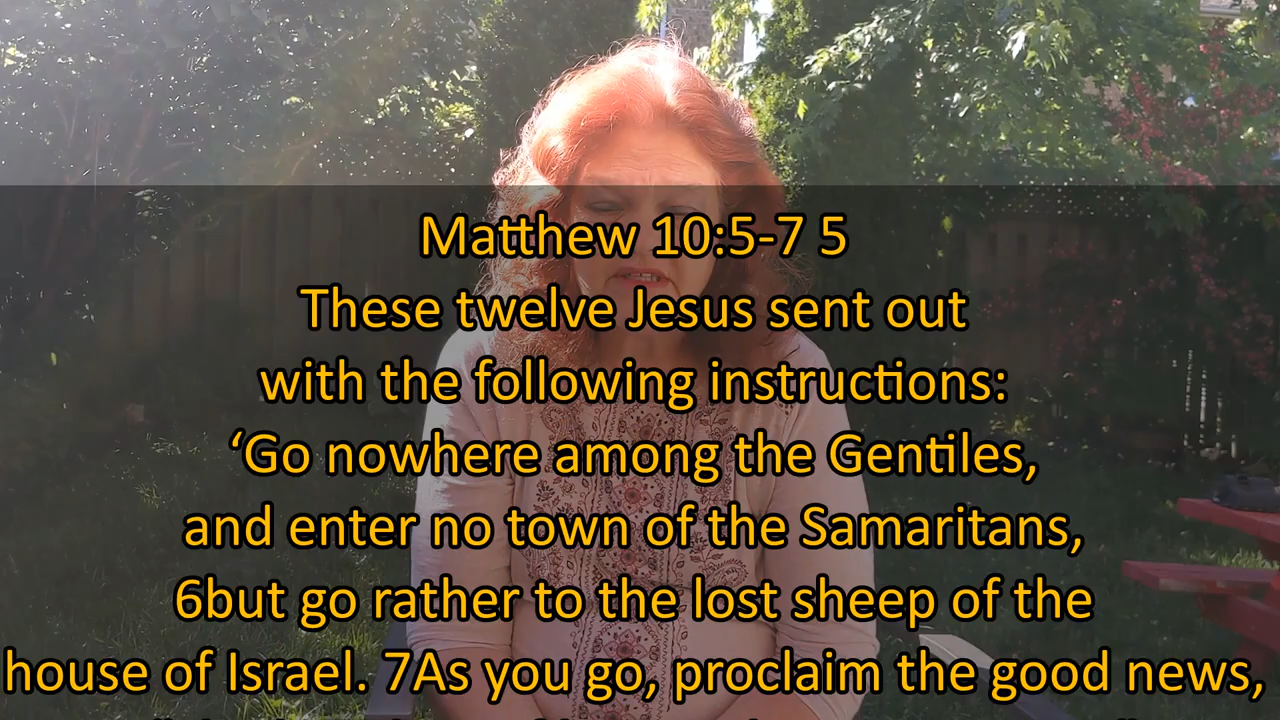 Matthew 10:5-7 5
These twelve Jesus sent out
with the following instructions:
‘Go nowhere among the Gentiles,
and enter no town of the Samaritans,
6but go rather to the lost sheep of the
house of Israel. 7As you go, proclaim the good news,